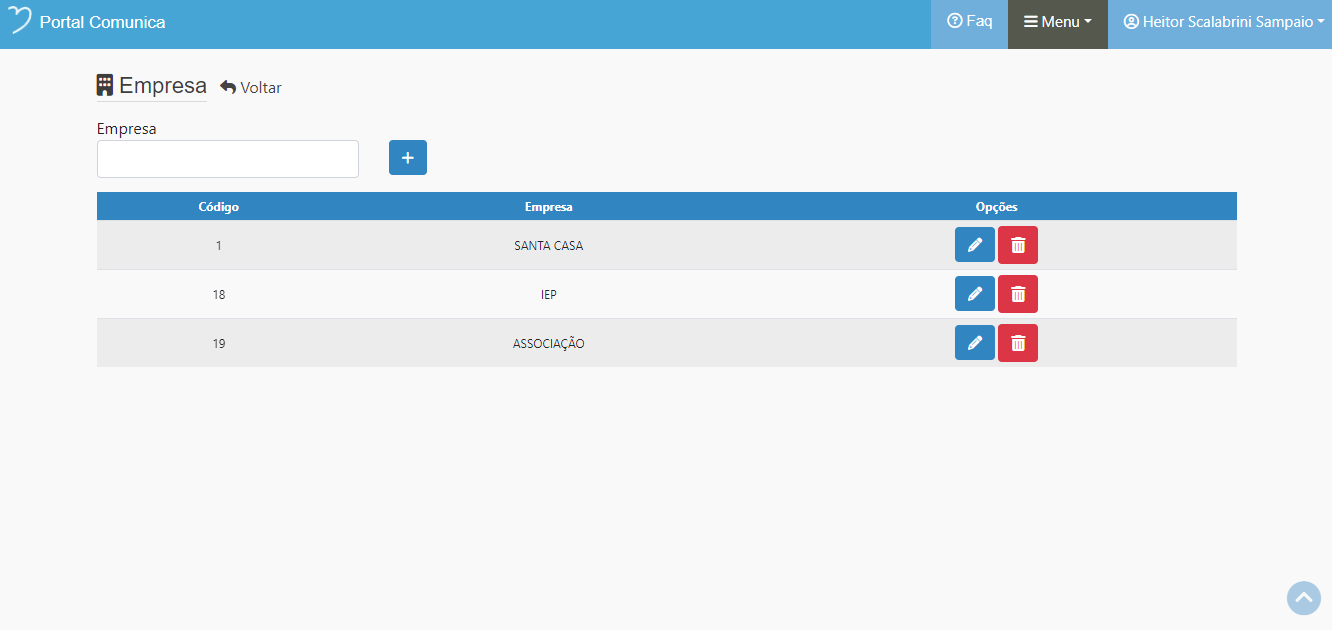 Portal Comunica
Faq
Menu
Heitor Scalabrini Sampaio
Empresa
Voltar
Empresa
Código Empresa Opções
1 SANTA CASA
18 IEP
19 ASSOCIAÇÃO